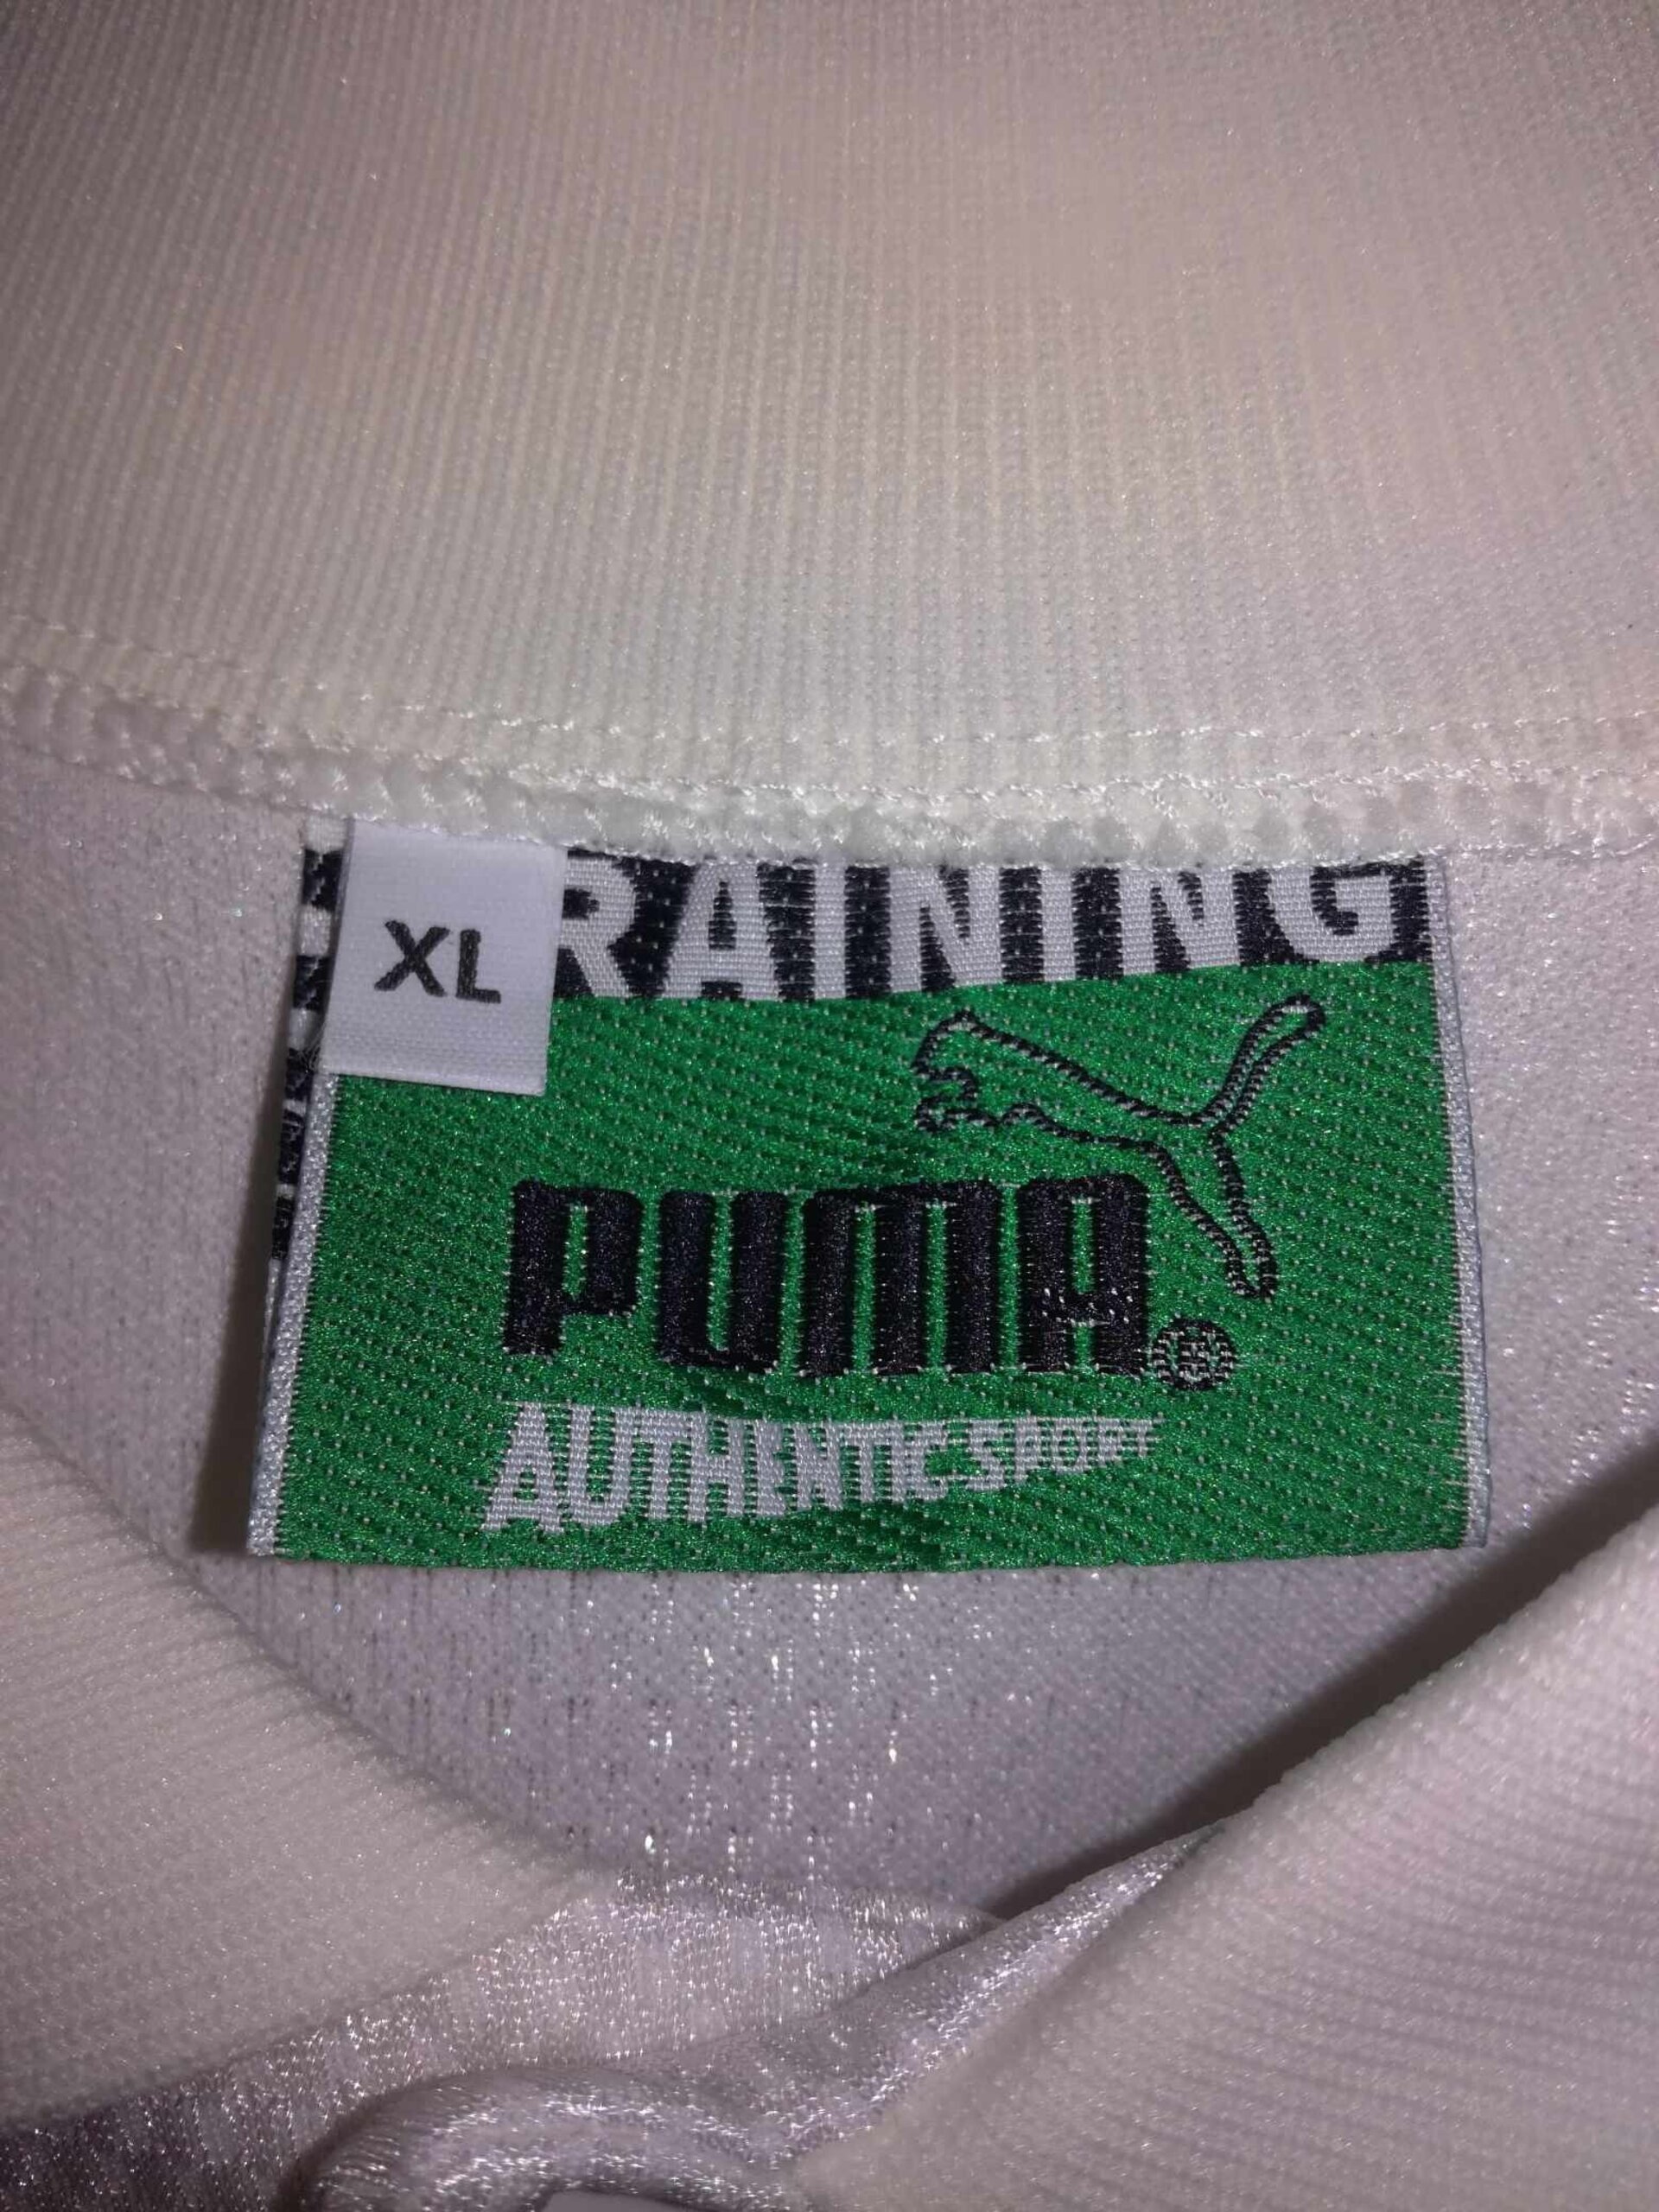 RAINING
XL
PUMA
AUTHENTIC SPORT